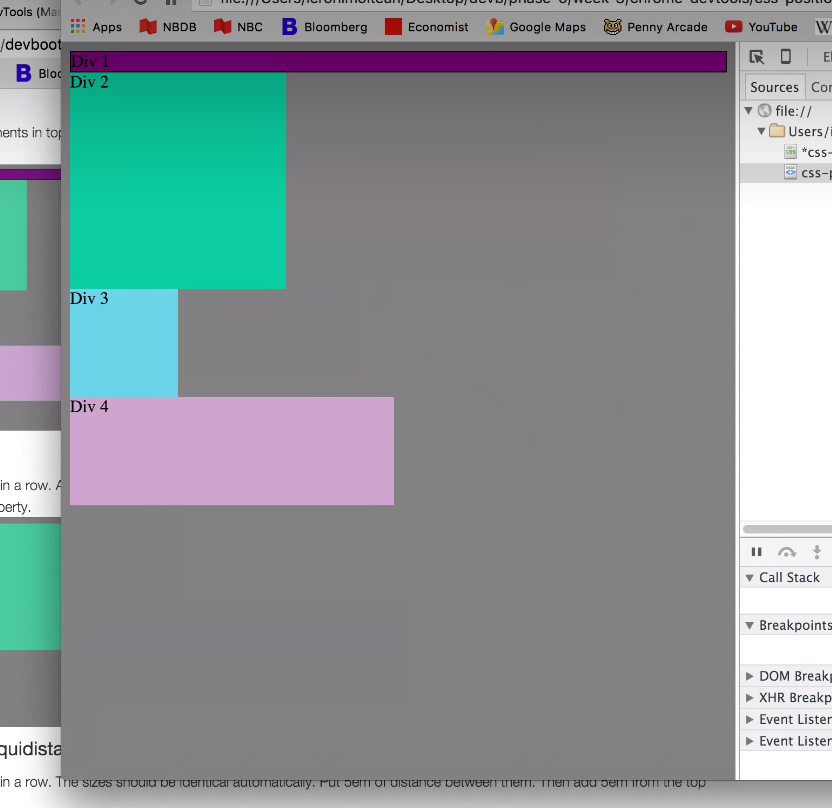 vTools (Mar
file:///Users/ieronimoltean/Desktop/devb/phase-0/week-8/chrome-devtools/css-positio
Apps NBDB NBC Bloomberg Economist Google Maps Penny Arcade YouTube W
/devboot
Bloo
Div 1
El
Div 2
Sources Con
file://
Users/i
ments in top
*css-
css-p
Div 3
Div 4
in a row. A
perty.
Call Stack
Breakpoints
DOM Breakp
XHR Breakp
Event Lister
Event Lister
quidista
in a row. The sizes should be identical automatically. Put 5em of distance between them. Then add 5em from the top